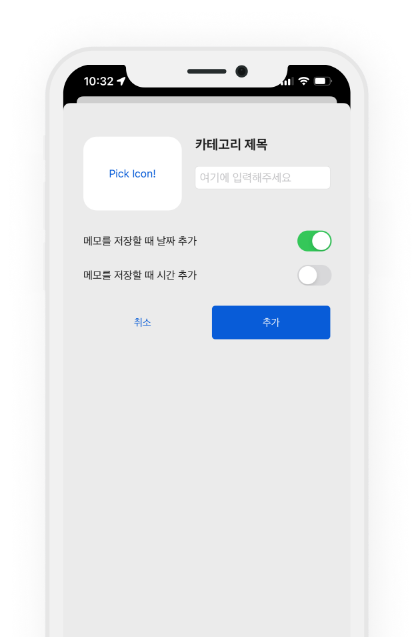 10:32
카테고리 제목
Pick Icon!
여기에 입력해주세요
메모를 저장할 때 날짜 추가
메모를 저장할 때 시간 추가
취소
추가